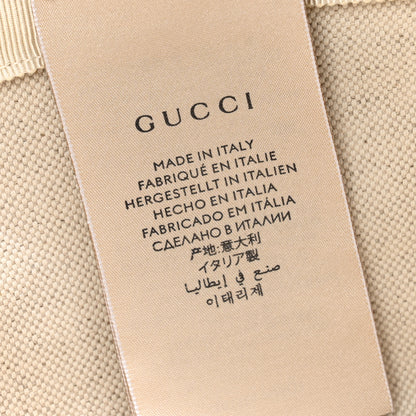 GUCCI
MADE IN ITALY
FABRIQUÉ EN ITALIE
HERGESTELLT IN ITALIEN
HECHO EN ITALIA
FABRICADO EM ITÁLIA
СДЕЛАНО В ИТАЛИИ
产地:意大利
イタリア製
صنع في إيطاليا
이태리제